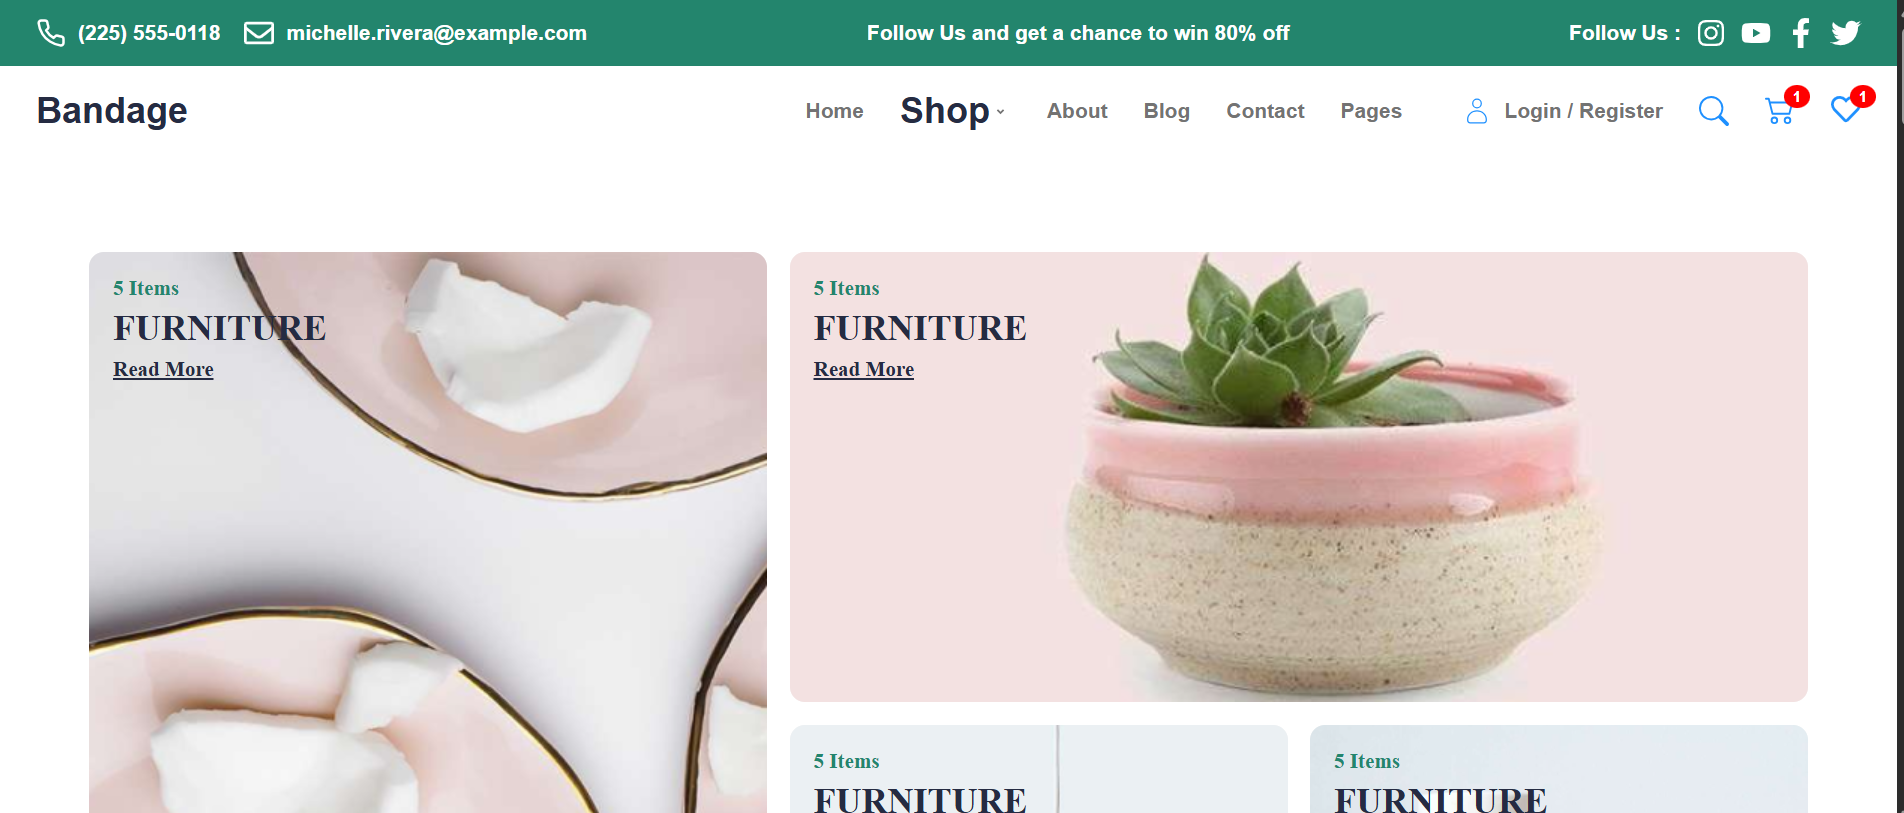 (225) 555-0118 michelle.rivera@example.com Follow Us and get a chance to win 80% off Follow Us :
Bandage Home Shop About Blog Contact Pages Login / Register 1 1
5 Items
FURNITURE
Read More
5 Items
FURNITURE
Read More
5 Items
FURNITURE
5 Items
FURNITURE